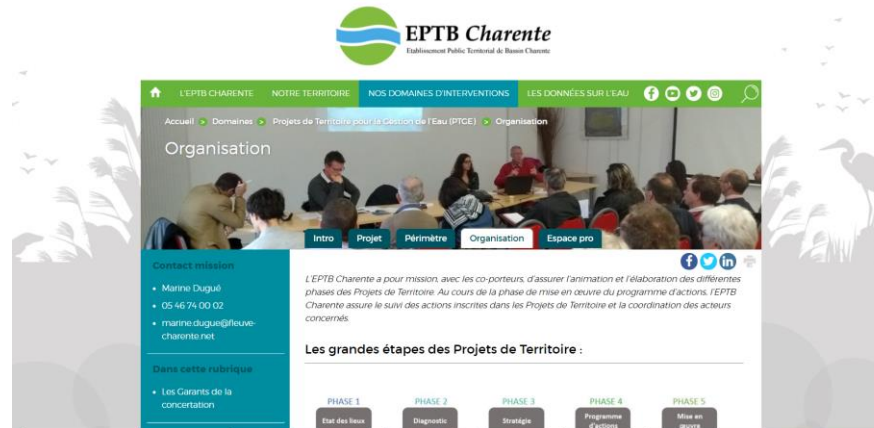 EPTB Charente
Etablissement Public Territorial de Bassin Charente
L'EPTB CHARENTE NOTRE TERRITOIRE NOS DOMAINES D'INTERVENTIONS LES DONNÉES SUR L'EAU
Accueil Domaines Projets de Territoire pour la Gestion de l'Eau (PTGE) Organisation
Organisation
Intro Projet Périmètre Organisation Espace pro
Contact mission
Marine Dugué
05 46 74 00 02
marine.dugue@fleuve-
charente.net
Dans cette rubrique
Les Garants de la
concertation
L'EPTB Charente a pour mission, avec les co-porteurs, d'assurer l'animation et l'élaboration des différentes
phases des Projets de Territoire. Au cours de la phase de mise en œuvre du programme d'actions, l'EPTB
Charente assure le suivi des actions inscrites dans les Projets de Territoire et la coordination des acteurs
concernés.
Les grandes étapes des Projets de Territoire :
PHASE 1 PHASE 2 PHASE 3 PHASE 4 PHASE 5
Etat des lieux Diagnostic Stratégie Programme d'actions Mise en œuvre